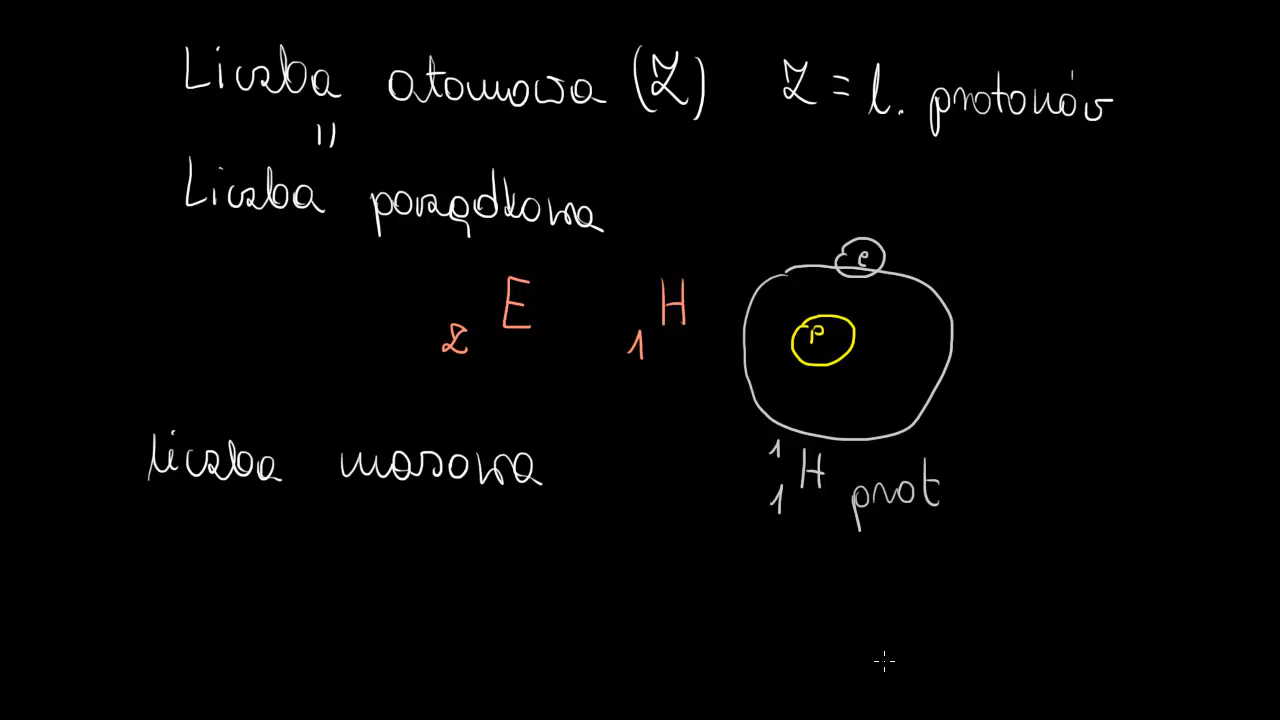 Liczba atomowa (Z) Z = l. protonów
=
Liczba porządkowa
e
Z E 1 H
p
1
1 H prot
liczba masowa